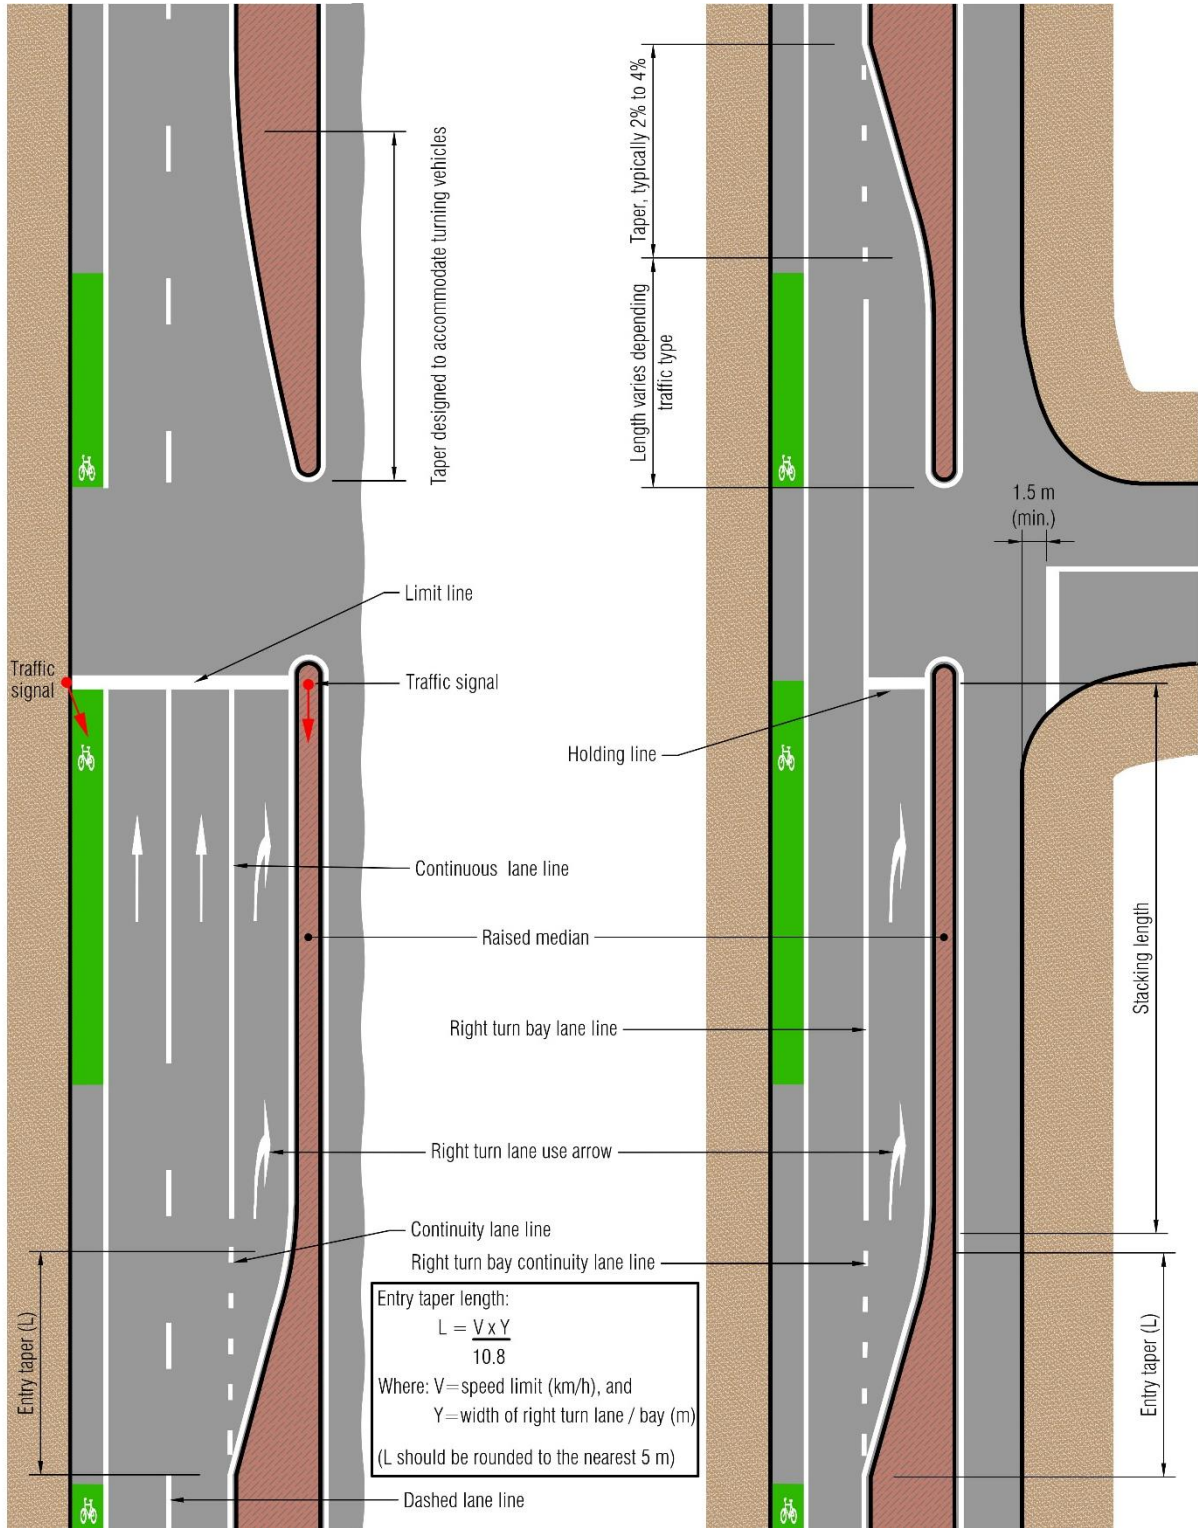 Taper designed to accommodate turning vehicles
Taper, typically 2% to 4%
Length varies depending
traffic type
1.5 m
(min.)
Limit line
Traffic
signal
Traffic signal
Holding line
Continuous lane line
Raised median
Stacking length
Right turn bay lane line
Right turn lane use arrow
Continuity lane line
Right turn bay continuity lane line
Entry taper (L)
Entry taper length:
L = V x Y
10.8
Where: V=speed limit (km/h), and
Y=width of right turn lane / bay (m)
(L should be rounded to the nearest 5 m)
Entry taper (L)
Dashed lane line